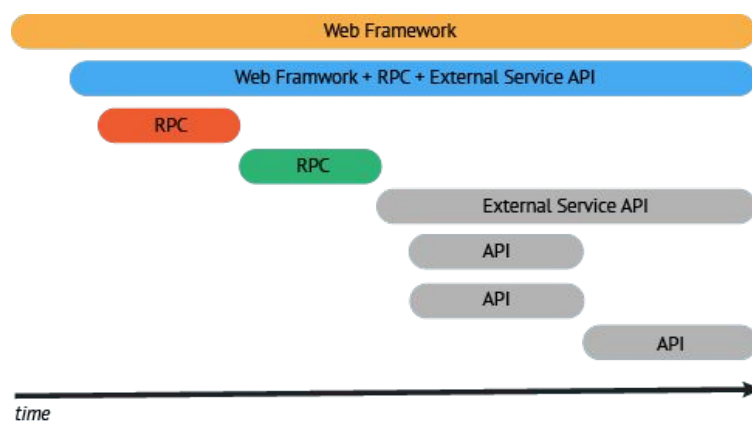 Web Framework
Web Framwork + RPC + External Service API
RPC
RPC
External Service API
API
API
API
time